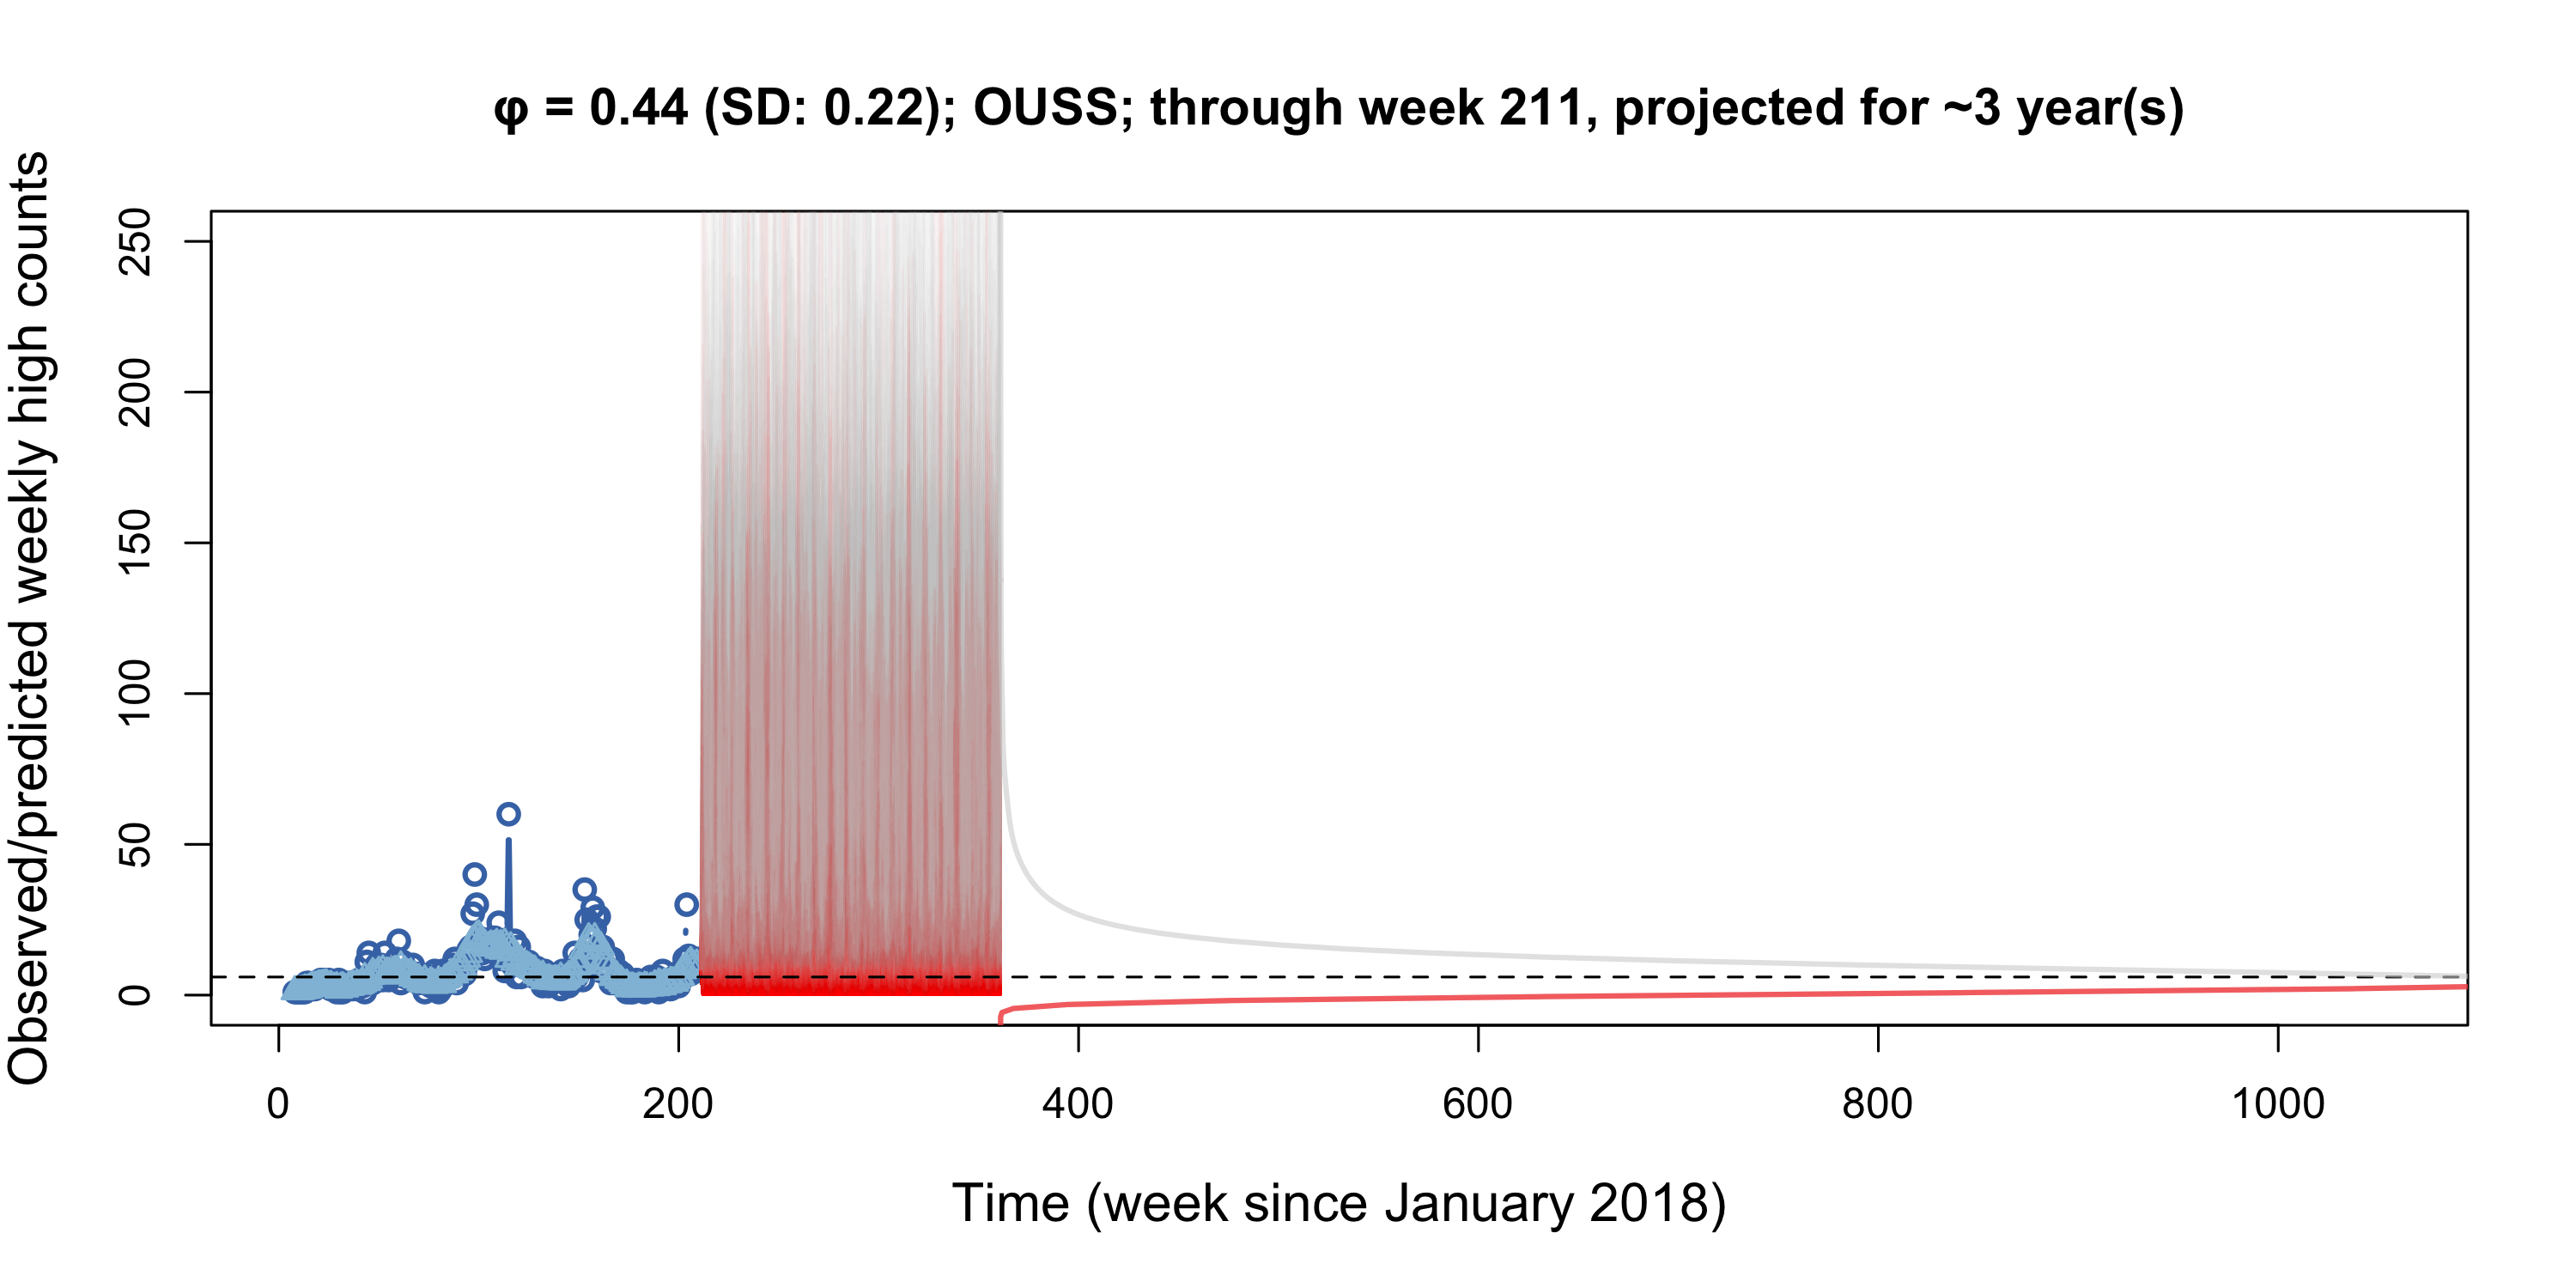 φ = 0.44 (SD: 0.22); OUSS; through week 211, projected for ~3 year(s)
Observed/predicted weekly high counts
250
200
150
100
50
0
0 200 400 600 800 1000
Time (week since January 2018)